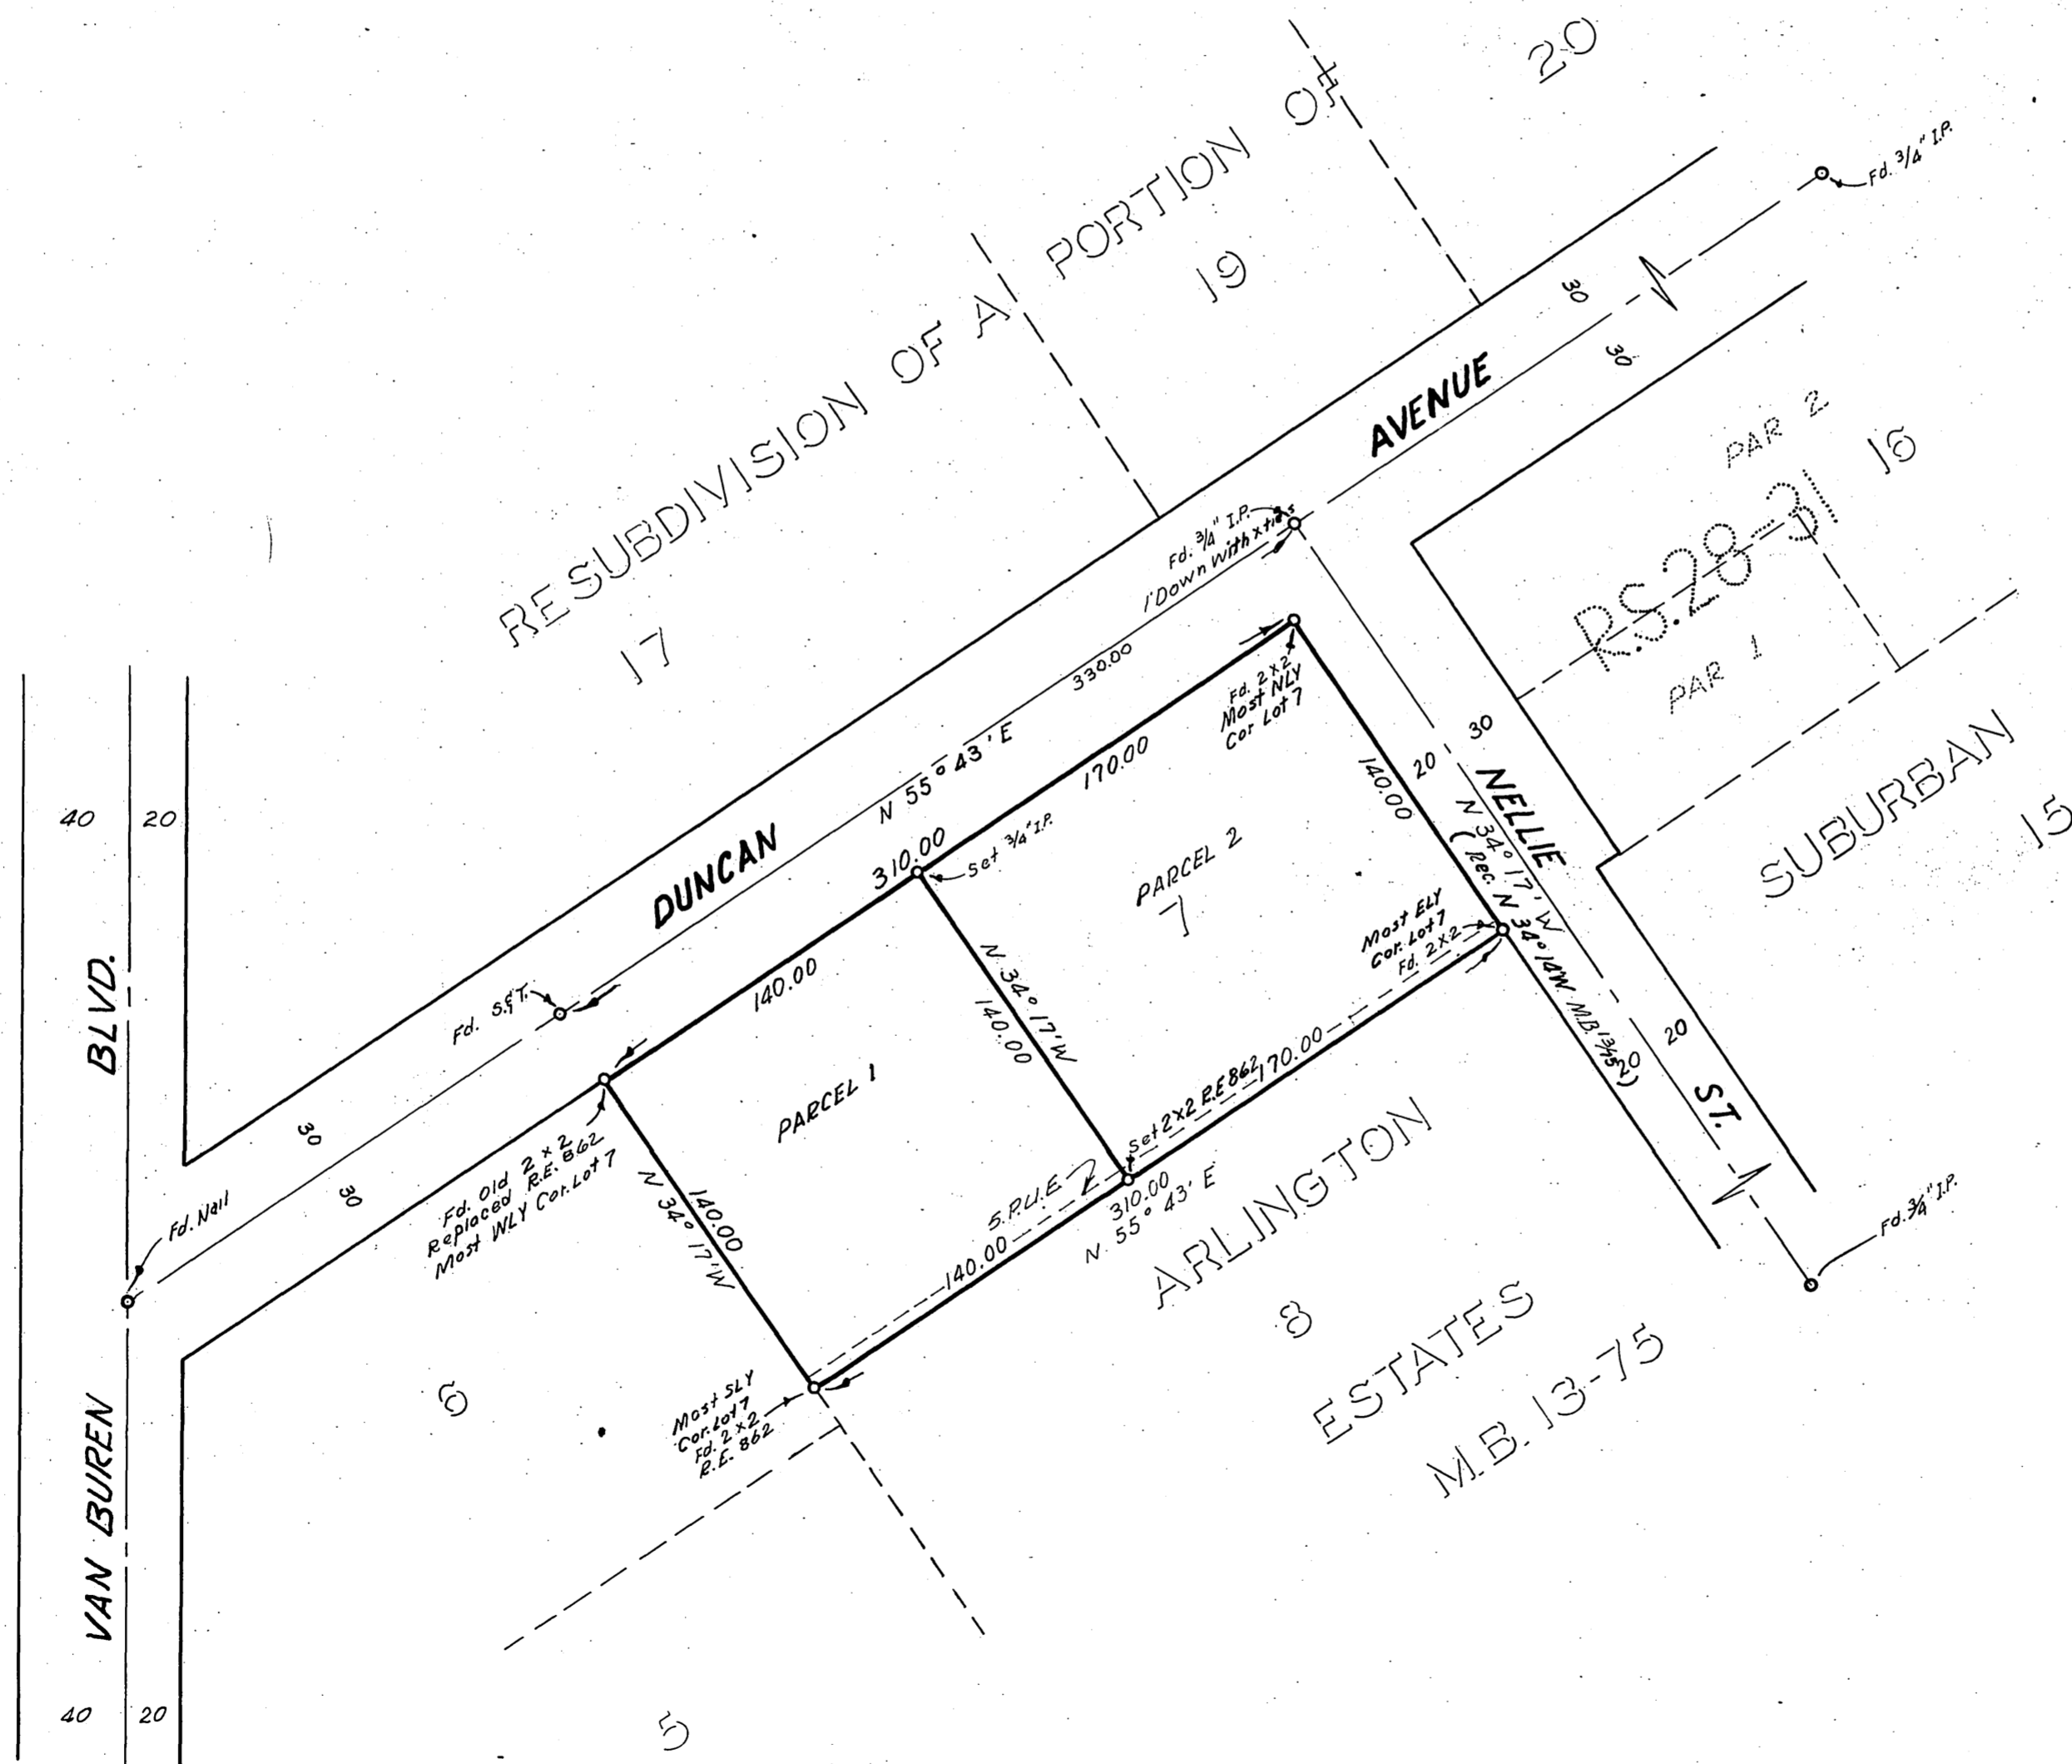 20
Fd. 3/4" I.P.
RESUBDIVISION OF A PORTION OF
19
17
30
30
AVENUE
PAR 2
16
R.S. 28-31
PAR 1
Fd. 3/4" I.P.
1' Down With x ties
330.00
N 55° 43' E
DUNCAN
310.00
170.00
Fd. 2x2
Most NLY
Cor Lot 7
Set 3/4" I.P.
140.00
30
20
NELLIE
N 34° 17' W
(Rec. N 34° 14' W M.B. 13/75)
SUBURBAN
15
PARCEL 2
7
Most ELY
Cor. Lot 7
Fd. 2x2
40
20
BLVD.
Fd. S.&T.
140.00
N 34° 17' W
140.00
PARCEL 1
Set 2x2 R.E. 862
170.00
20
20
ST.
30
30
Fd. Nail
Fd. Old 2 x 2
Replaced R.E. 862
Most WLY Cor. Lot 7
140.00
N 34° 17' W
5. P.U.E.
140.00
310.00
N. 55° 43' E
ARLINGTON
Fd. 3/4" I.P.
8
ESTATES
M.B. 13-75
6
Most SLY
Cor. Lot 7
Fd. 2x2
R.E. 862
VAN BUREN
40
20
5